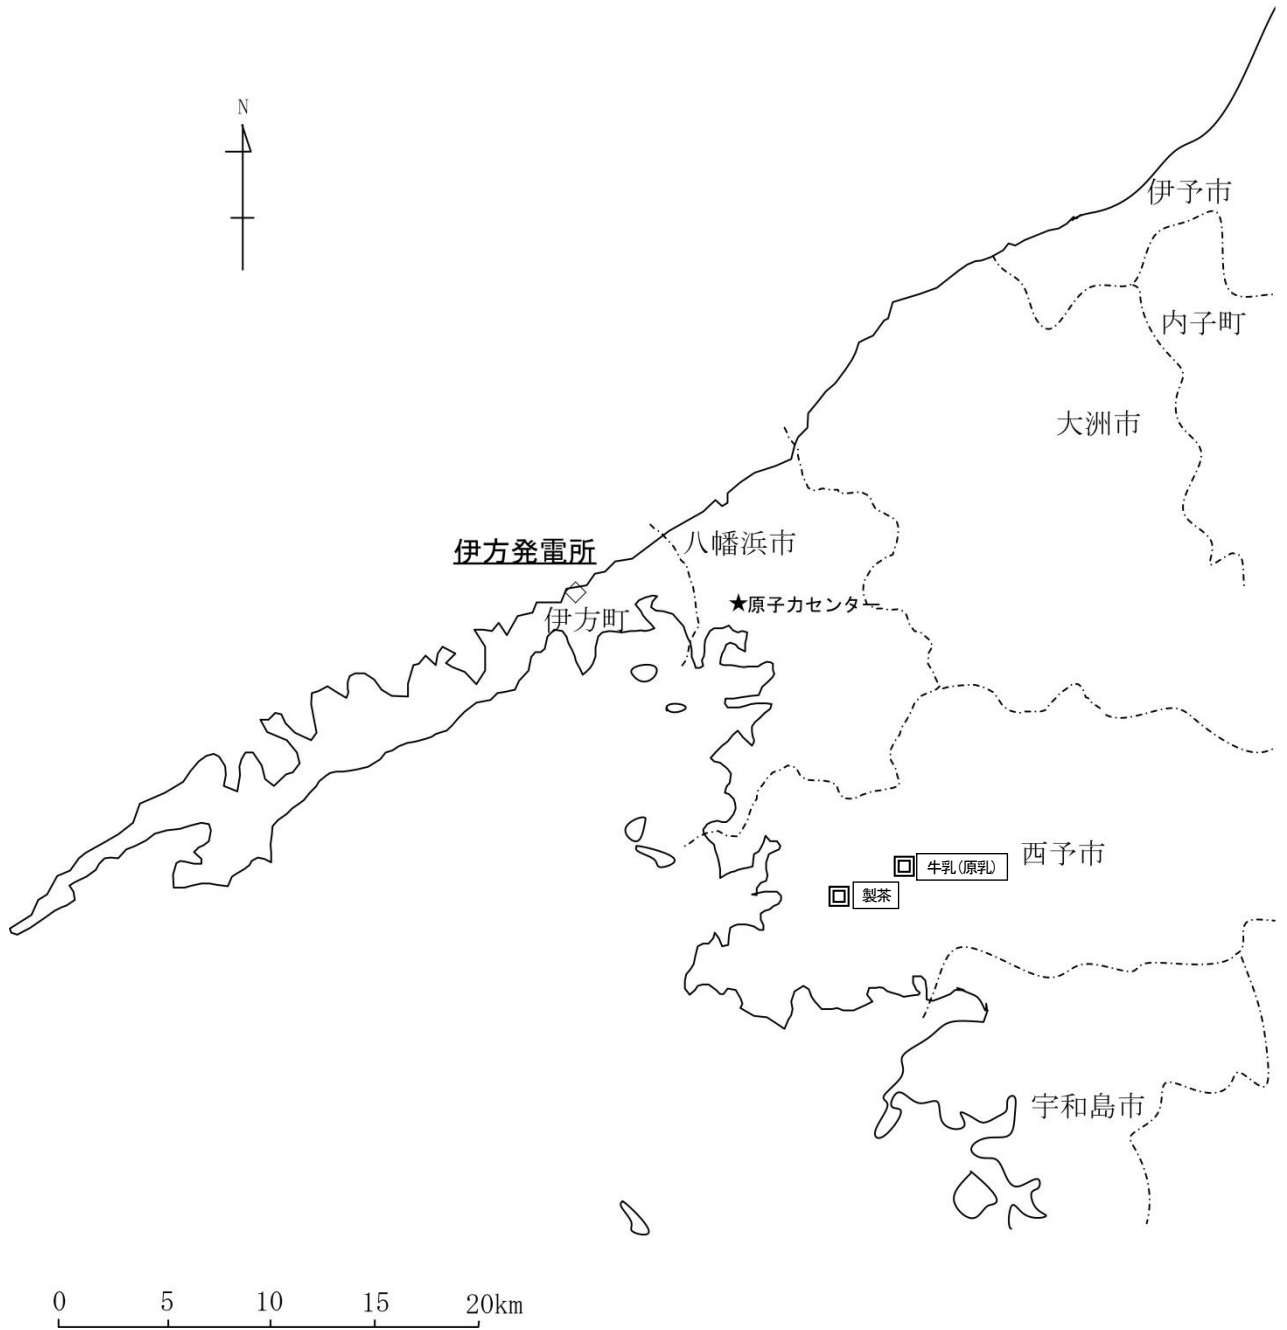 N
伊予市
内子町
大洲市
八幡浜市
伊方発電所
★原子力センター
伊方町
西予市
牛乳(原乳)
製茶
宇和島市
0 5 10 15 20km